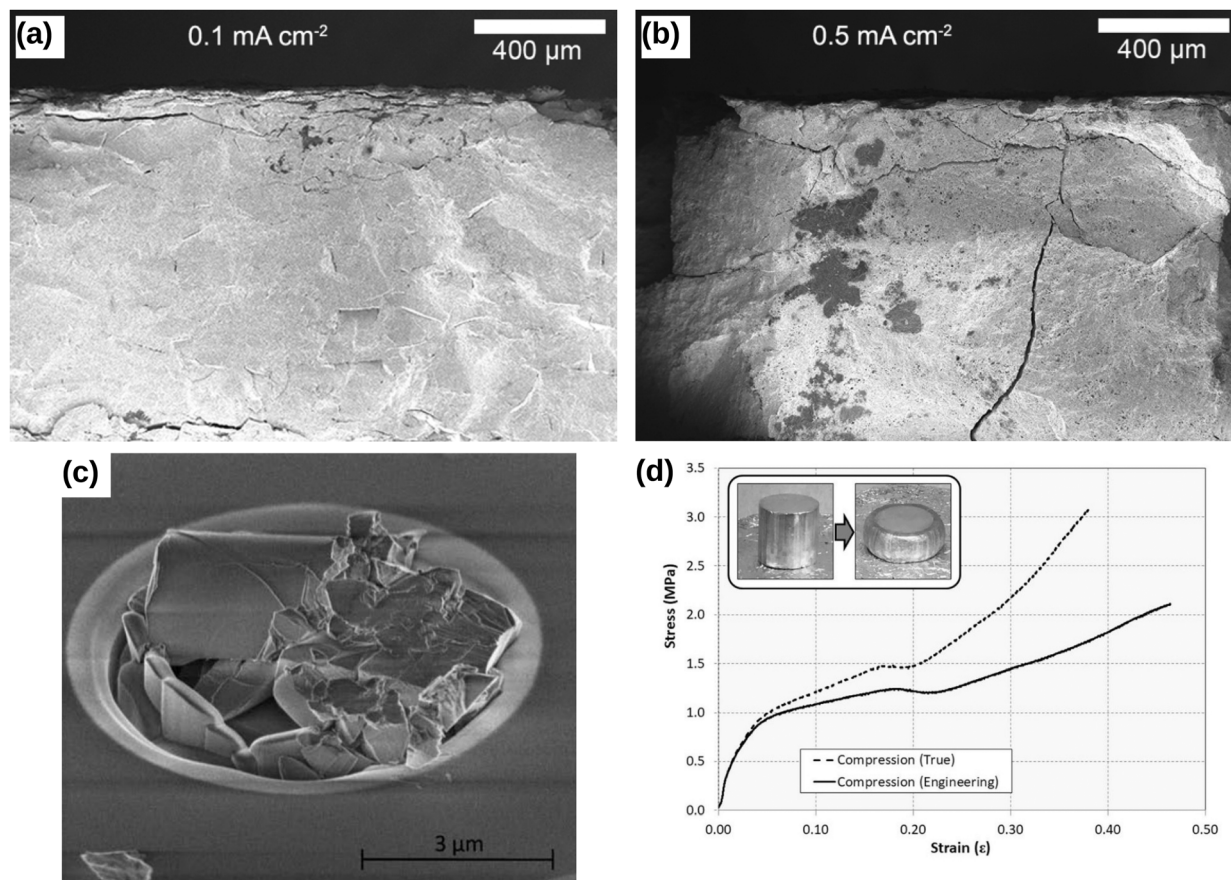 (a)
0.1 mA cm⁻²
400 µm
(b)
0.5 mA cm⁻²
400 µm
(c)
3 µm
(d)
3.5
3.0
2.5
2.0
1.5
1.0
0.5
0.0
Stress (MPa)
Compression (True)
Compression (Engineering)
0.00
0.10
0.20
0.30
0.40
0.50
Strain (ε)